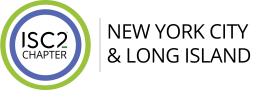 ISC2
CHAPTER
NEW YORK CITY
& LONG ISLAND